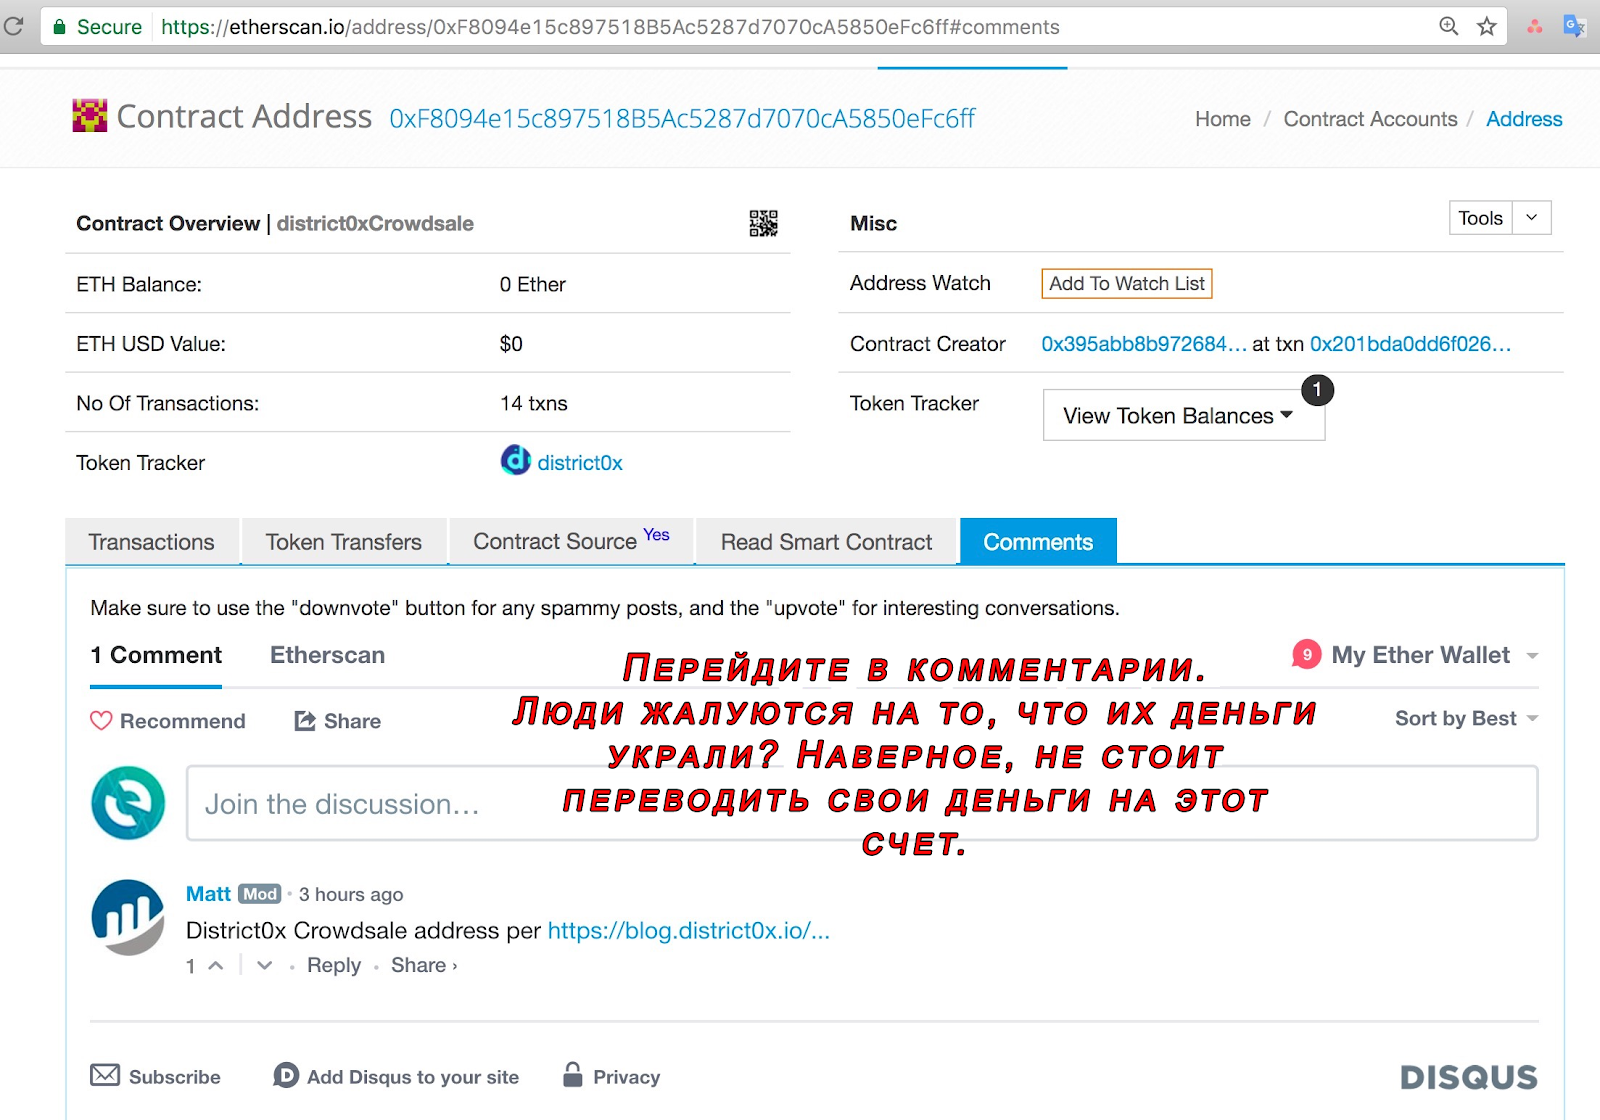 Secure https://etherscan.io/address/0xF8094e15c897518B5Ac5287d7070cA5850eFc6ff#comments
Contract Address 0xF8094e15c897518B5Ac5287d7070cA5850eFc6ff
Home / Contract Accounts / Address
Contract Overview | district0xCrowdsale
ETH Balance: 0 Ether
ETH USD Value: $0
No Of Transactions: 14 txns
Token Tracker district0x
Misc
Tools
Address Watch Add To Watch List
Contract Creator 0x395abb8b972684... at txn 0x201bda0dd6f026...
Token Tracker View Token Balances 1
Transactions Token Transfers Contract Source Yes Read Smart Contract Comments
Make sure to use the "downvote" button for any spammy posts, and the "upvote" for interesting conversations.
1 Comment Etherscan
9 My Ether Wallet
Recommend Share
Sort by Best
Перейдите в комментарии.
Люди жалуются на то, что их деньги
украли? Наверное, не стоит
переводить свои деньги на этот
счет.
Join the discussion...
Matt Mod • 3 hours ago
District0x Crowdsale address per https://blog.district0x.io/...
1 • Reply • Share ›
Subscribe Add Disqus to your site Privacy
DISQUS